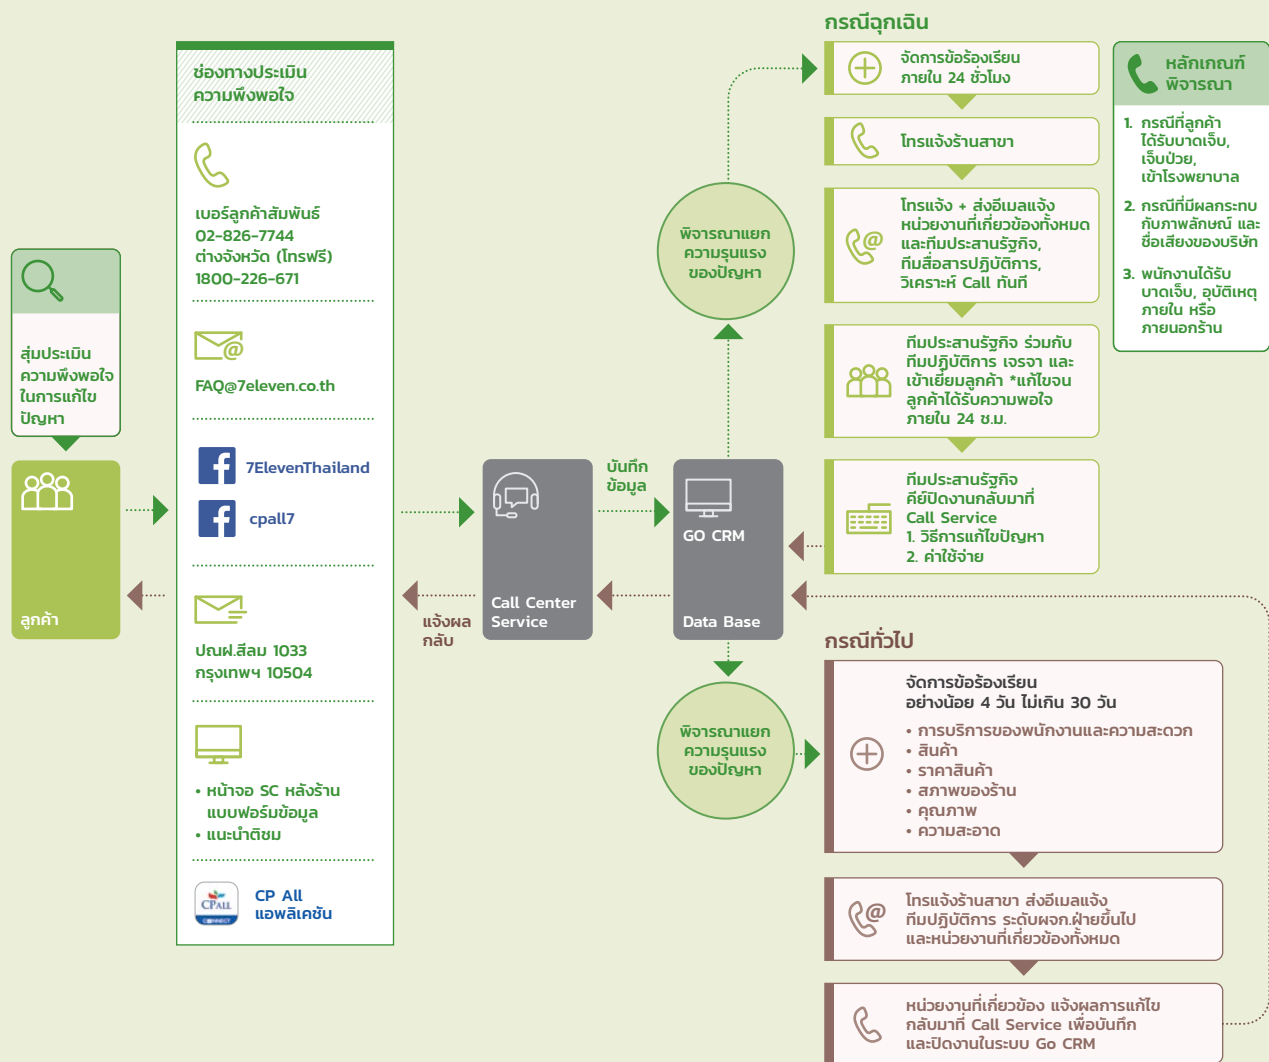 สุ่มประเมิน
ความพึงพอใจ
ในการแก้ไข
ปัญหา
ลูกค้า
ช่องทางประเมิน
ความพึงพอใจ
เบอร์ลูกค้าสัมพันธ์
02-826-7744
ต่างจังหวัด (โทรฟรี)
1800-226-671
@
FAQ@7eleven.co.th
7ElevenThailand
cpall7
ปณฝ.สีลม 1033
กรุงเทพฯ 10504
• หน้าจอ SC หลังร้าน
แบบฟอร์มข้อมูล
• แนะนำติชม
CPALL
CONNECT
CP All
แอพลิเคชัน
แจ้งผล
กลับ
Call Center
Service
บันทึก
ข้อมูล
GO CRM
Data Base
พิจารณาแยก
ความรุนแรง
ของปัญหา
พิจารณาแยก
ความรุนแรง
ของปัญหา
กรณีฉุกเฉิน
จัดการข้อร้องเรียน
ภายใน 24 ชั่วโมง
โทรแจ้งร้านสาขา
@
โทรแจ้ง + ส่งอีเมลแจ้ง
หน่วยงานที่เกี่ยวข้องทั้งหมด
และทีมประสานรัฐกิจ,
ทีมสื่อสารปฏิบัติการ,
วิเคราะห์ Call ทันที
ทีมประสานรัฐกิจ ร่วมกับ
ทีมปฏิบัติการ เจรจา และ
เข้าเยี่ยมลูกค้า *แก้ไขจน
ลูกค้าได้รับความพอใจ
ภายใน 24 ช.ม.
ทีมประสานรัฐกิจ
คีย์ปิดงานกลับมาที่
Call Service
1. วิธีการแก้ไขปัญหา
2. ค่าใช้จ่าย
หลักเกณฑ์
พิจารณา
1. กรณีที่ลูกค้า
ได้รับบาดเจ็บ,
เจ็บป่วย,
เข้าโรงพยาบาล
2. กรณีที่มีผลกระทบ
กับภาพลักษณ์ และ
ชื่อเสียงของบริษัท
3. พนักงานได้รับ
บาดเจ็บ, อุบัติเหตุ
ภายใน หรือ
ภายนอกร้าน
กรณีทั่วไป
จัดการข้อร้องเรียน
อย่างน้อย 4 วัน ไม่เกิน 30 วัน
• การบริการของพนักงานและความสะดวก
• สินค้า
• ราคาสินค้า
• สภาพของร้าน
• คุณภาพ
• ความสะอาด
@
โทรแจ้งร้านสาขา ส่งอีเมลแจ้ง
ทีมปฏิบัติการ ระดับผจก.ฝ่ายขึ้นไป
และหน่วยงานที่เกี่ยวข้องทั้งหมด
หน่วยงานที่เกี่ยวข้อง แจ้งผลการแก้ไข
กลับมาที่ Call Service เพื่อบันทึก
และปิดงานในระบบ Go CRM